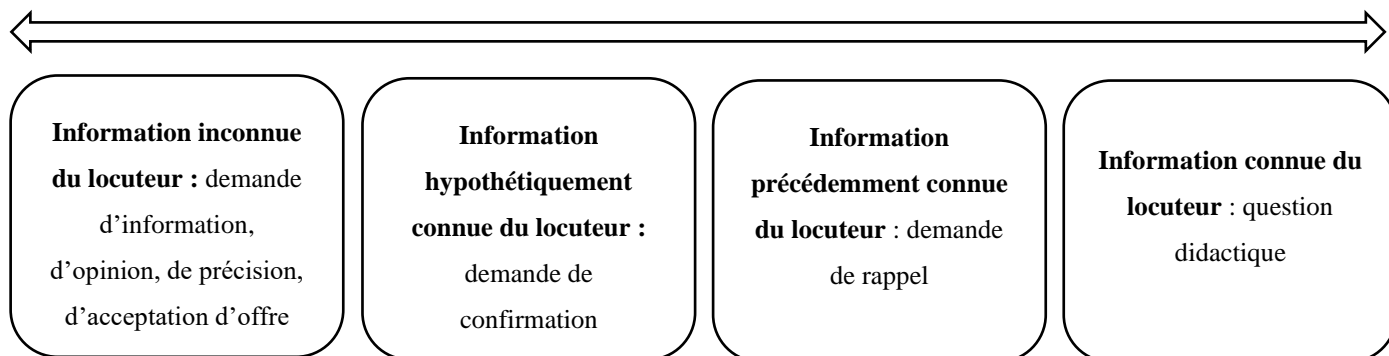 Information inconnue
du locuteur : demande
d’information,
d’opinion, de précision,
d’acceptation d’offre
Information
hypothétiquement
connue du locuteur :
demande de
confirmation
Information
précédemment connue
du locuteur : demande
de rappel
Information connue du
locuteur : question
didactique